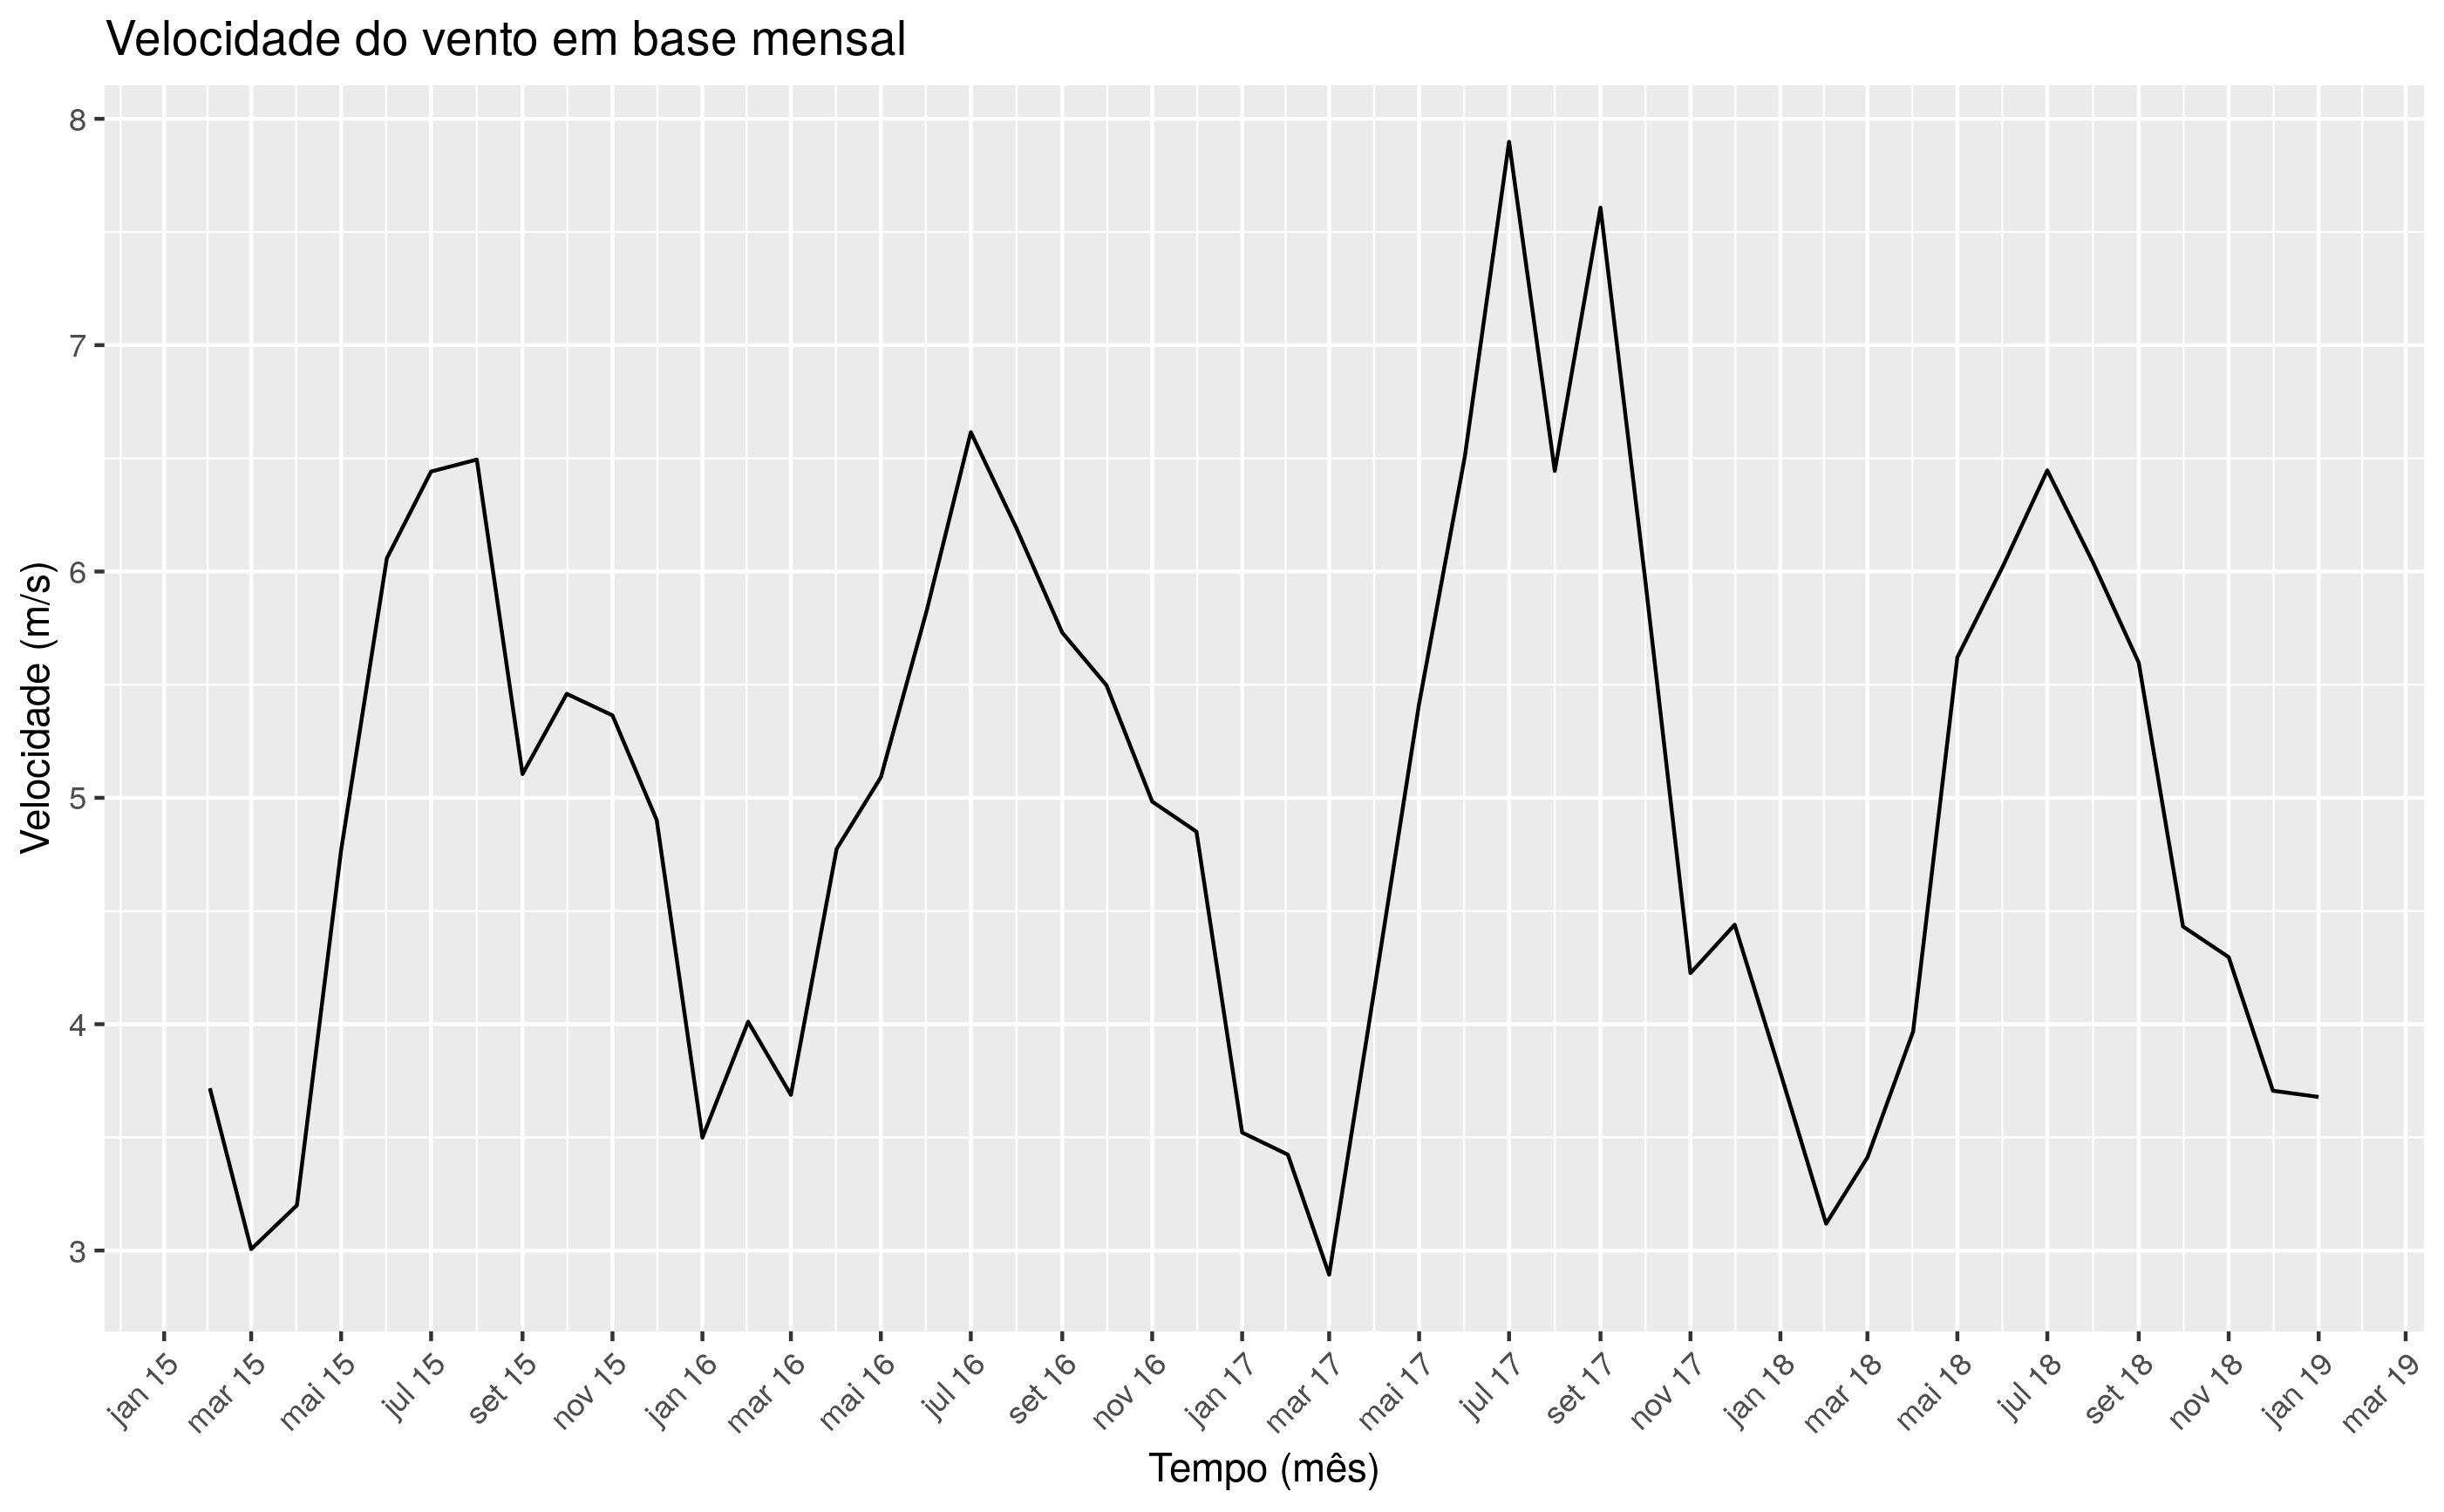 Velocidade do vento em base mensal
8
7
6
5
4
3
Velocidade (m/s)
jan 15
mar 15
mai 15
jul 15
set 15
nov 15
jan 16
mar 16
mai 16
jul 16
set 16
nov 16
jan 17
mar 17
mai 17
jul 17
set 17
nov 17
jan 18
mar 18
mai 18
jul 18
set 18
nov 18
jan 19
mar 19
Tempo (mês)